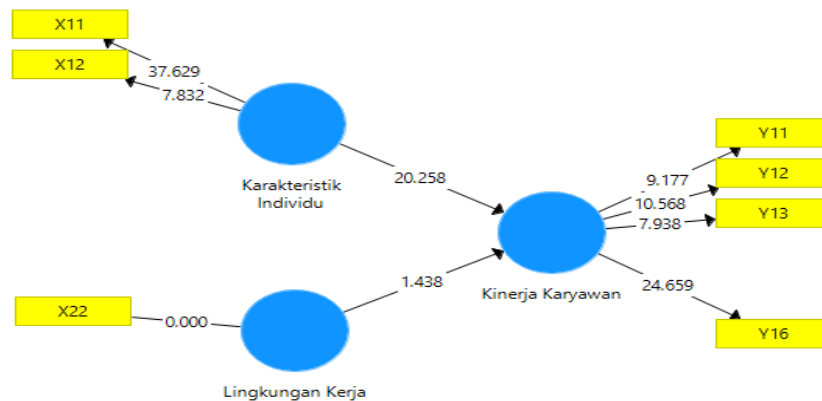 X11
X12
37.629
7.832
Karakteristik
Individu
20.258
X22
0.000
Lingkungan Kerja
1.438
Kinerja Karyawan
9.177
10.568
7.938
24.659
Y11
Y12
Y13
Y16